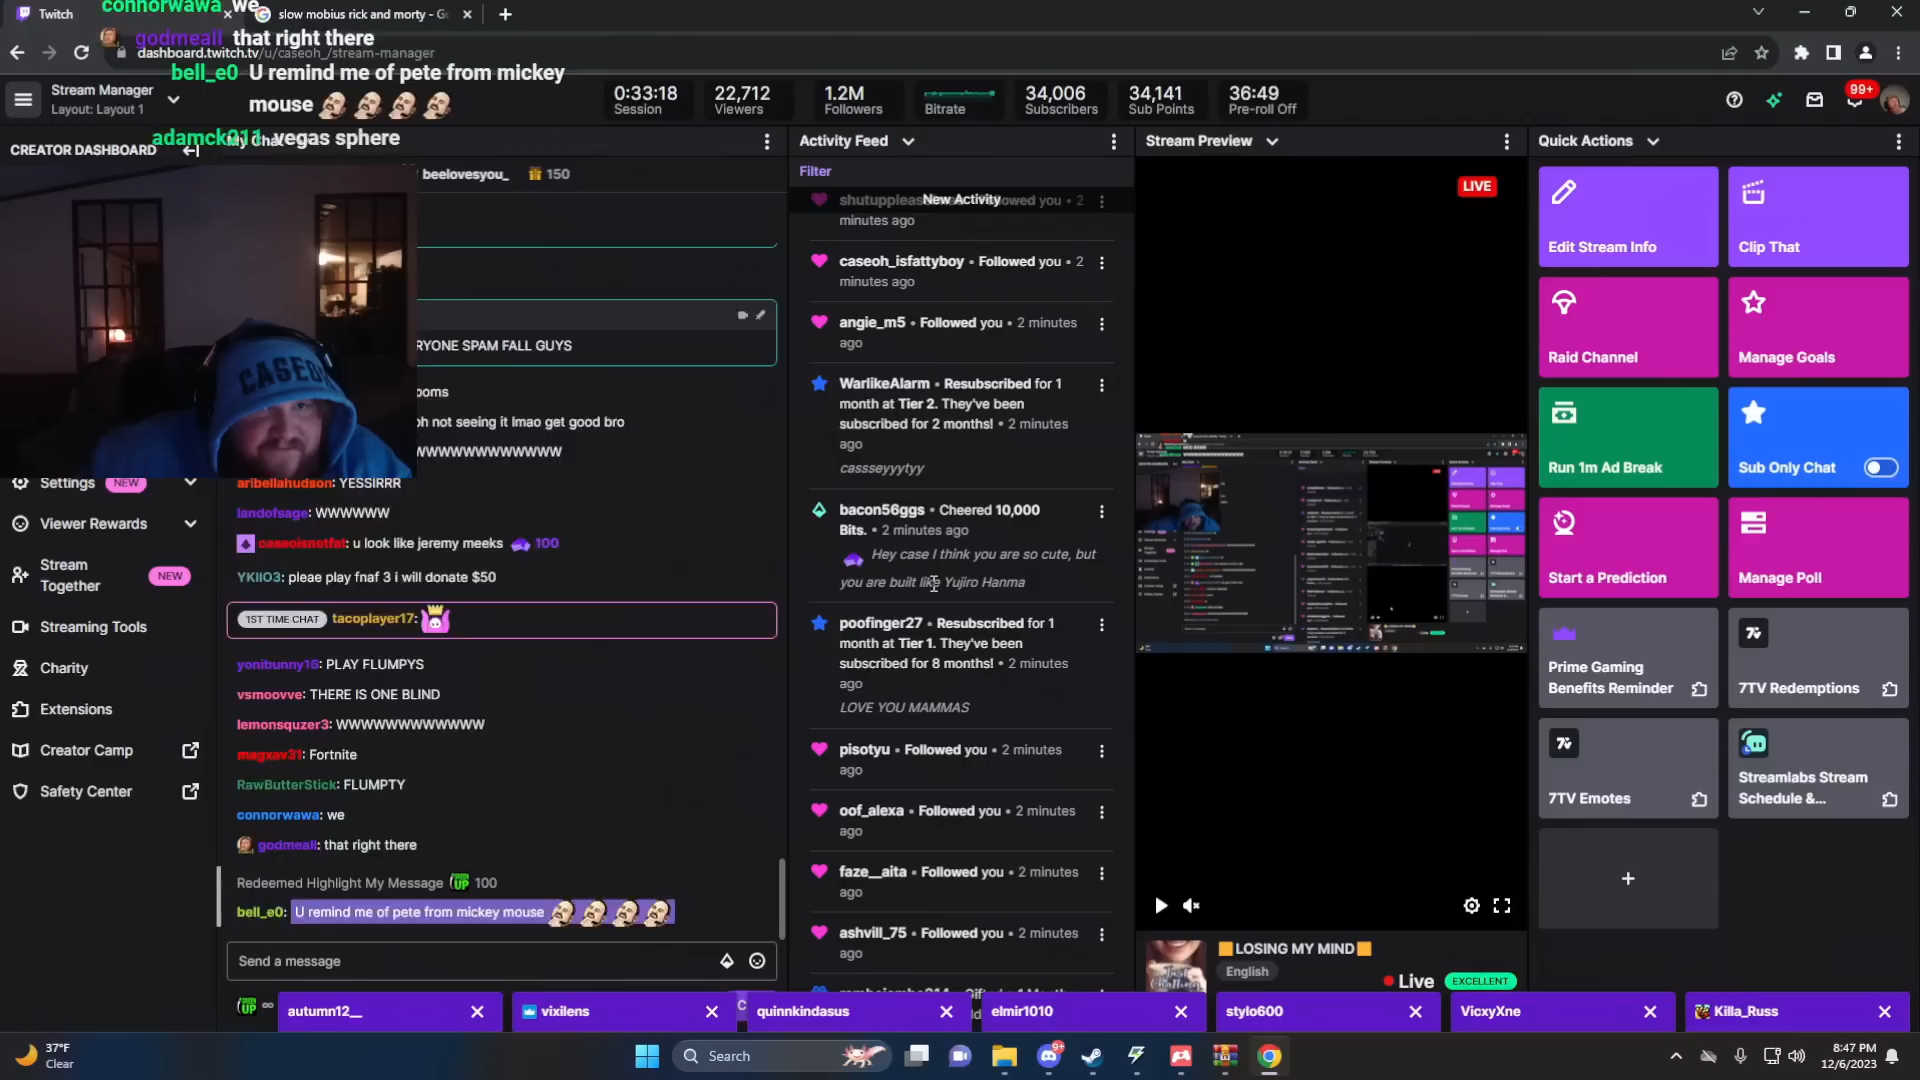 connorwawa we
godmeall that right there
bell_e0 U remind me of pete from mickey
mouse
adamck211 vegas sphere
Twitch
slow mobius rick and morty - Go
dashboard.twitch.tv/u/caseoh_/stream-manager
Stream Manager
Layout: Layout 1
0:33:18
Session
22,712
Viewers
1.2M
Followers
Bitrate
34,006
Subscribers
34,141
Sub Points
36:49
Pre-roll Off
99+
CREATOR DASHBOARD
Settings
NEW
Viewer Rewards
Stream
Together
NEW
Streaming Tools
Charity
Extensions
Creator Camp
Safety Center
My Chat
beelovesyou_ 150
RYONE SPAM FALL GUYS
ooms
oh not seeing it lmao get good bro
WWWWWWWWWWWW
CASEOH
aribellahudson: YESSIRRR
landofsage: WWWWWW
caseoisnotfat: u look like jeremy meeks 100
YKIIO3: pleae play fnaf 3 i will donate $50
1ST TIME CHAT tacoplayer17:
yonibunny16: PLAY FLUMPYS
vsmoovve: THERE IS ONE BLIND
lemonsquzer3: WWWWWWWWWWWW
magxav31: Fortnite
RawButterStick: FLUMPTY
connorwawa: we
godmeall: that right there
Redeemed Highlight My Message 100
bell_e0: U remind me of pete from mickey mouse
Send a message
Activity Feed
Filter
New Activity
minutes ago
caseoh_isfattyboy • Followed you • 2
minutes ago
angie_m5 • Followed you • 2 minutes
ago
WarlikeAlarm • Resubscribed for 1
month at Tier 2. They've been
subscribed for 2 months! • 2 minutes
ago
cassseyyytyy
bacon56ggs • Cheered 10,000
Bits. • 2 minutes ago
Hey case I think you are so cute, but
you are built like Yujiro Hanma
poofinger27 • Resubscribed for 1
month at Tier 1. They've been
subscribed for 8 months! • 2 minutes
ago
LOVE YOU MAMMAS
pisotyu • Followed you • 2 minutes
ago
oof_alexa • Followed you • 2 minutes
ago
faze__aita • Followed you • 2 minutes
ago
ashvill_75 • Followed you • 2 minutes
ago
Stream Preview
LIVE
LOSING MY MIND
English
Live
EXCELLENT
Quick Actions
Edit Stream Info
Clip That
Raid Channel
Manage Goals
Run 1m Ad Break
Sub Only Chat
Start a Prediction
Manage Poll
Prime Gaming
Benefits Reminder
7TV Redemptions
7TV Emotes
Streamlabs Stream
Schedule &...
autumn12__
vixilens
quinnkindasus
elmir1010
stylo600
VicxyXne
Killa_Russ
37°F
Clear
Search
9+
8:47 PM
12/6/2023